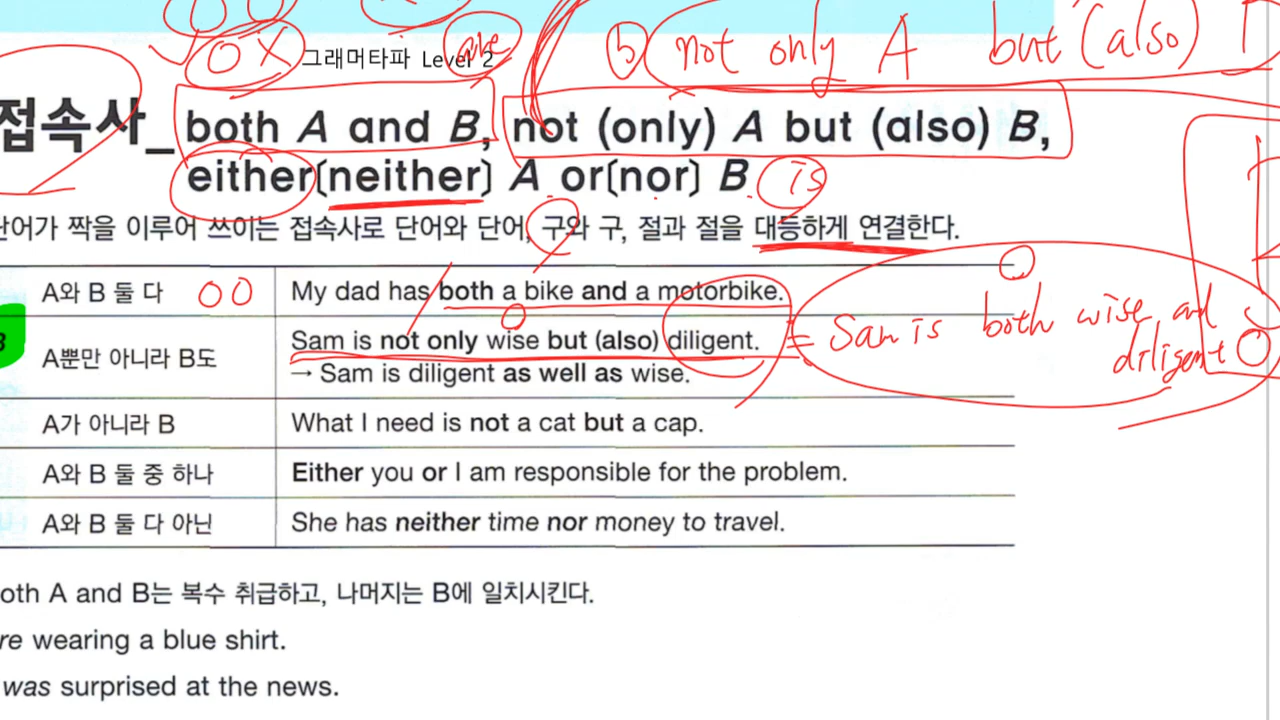 O X 그래머타파 Level 2 are ⓑ not only A but (also)
접속사_ both A and B, not (only) A but (also) B,
either(neither) A or(nor) B is
단어가 짝을 이루어 쓰이는 접속사로 단어와 단어, 구와 구, 절과 절을 대등하게 연결한다.
A와 B 둘 다 O O My dad has both a bike and a motorbike.
A뿐만 아니라 B도 Sam is not only wise but (also) diligent. = Sam is both wise and
diligent
→ Sam is diligent as well as wise.
A가 아니라 B What I need is not a cat but a cap.
A와 B 둘 중 하나 Either you or I am responsible for the problem.
A와 B 둘 다 아닌 She has neither time nor money to travel.
oth A and B는 복수 취급하고, 나머지는 B에 일치시킨다.
re wearing a blue shirt.
was surprised at the news.